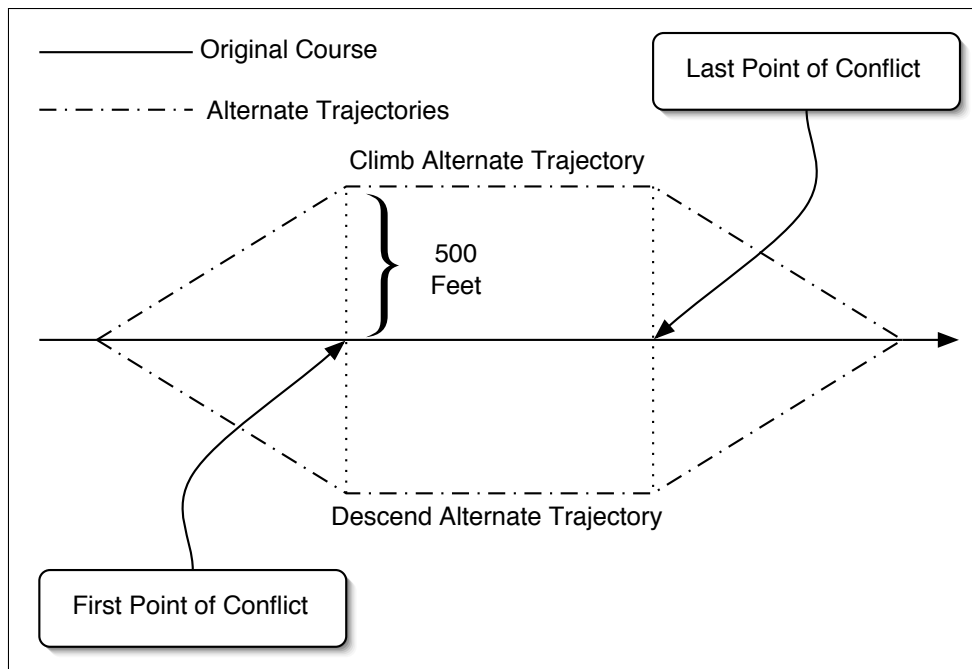 Original Course
Last Point of Conflict
Alternate Trajectories
Climb Alternate Trajectory
500
Feet
Descend Alternate Trajectory
First Point of Conflict